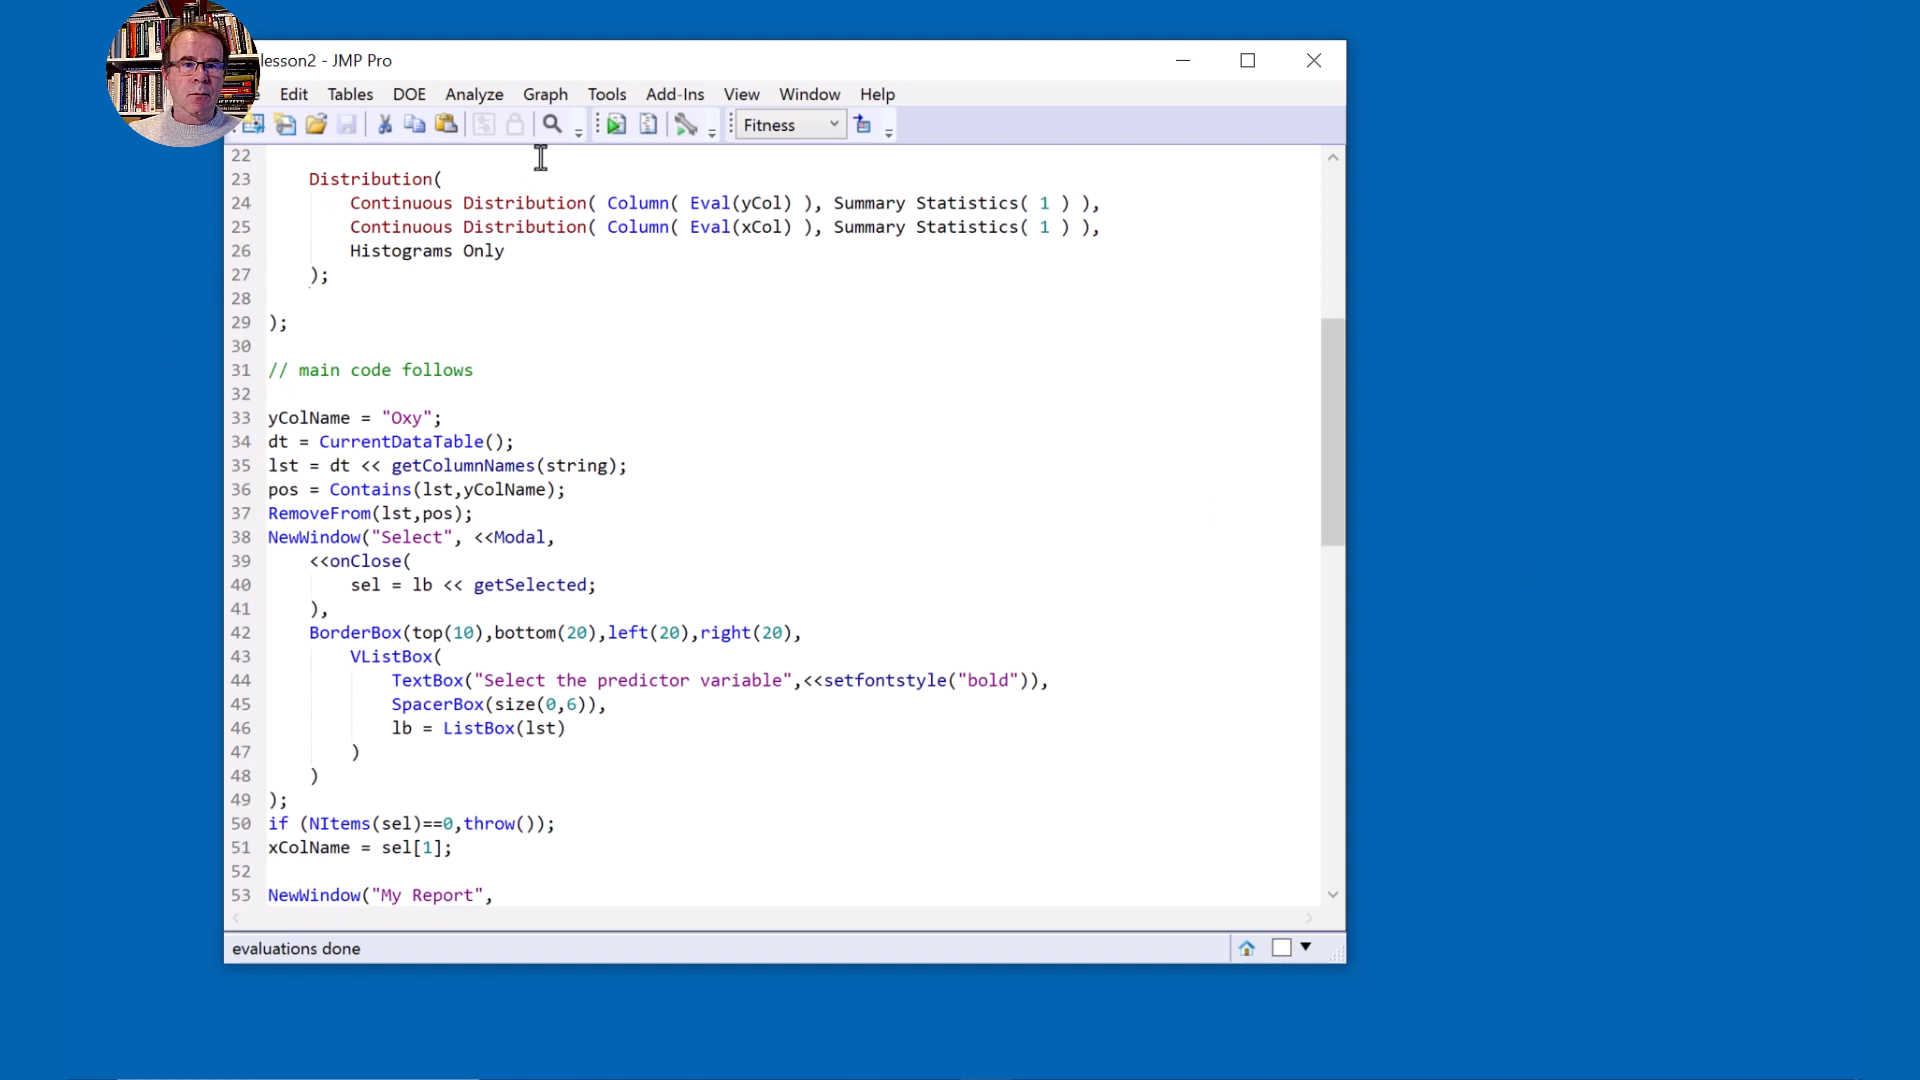 lesson2 - JMP Pro
Edit Tables DOE Analyze Graph Tools Add-Ins View Window Help
Fitness
22
23 Distribution(
24 Continuous Distribution( Column( Eval(yCol) ), Summary Statistics( 1 ) ),
25 Continuous Distribution( Column( Eval(xCol) ), Summary Statistics( 1 ) ),
26 Histograms Only
27 );
28
29 );
30
31 // main code follows
32
33 yColName = "Oxy";
34 dt = CurrentDataTable();
35 lst = dt << getColumnNames(string);
36 pos = Contains(lst,yColName);
37 RemoveFrom(lst,pos);
38 NewWindow("Select", <<Modal,
39 <<onClose(
40 sel = lb << getSelected;
41 ),
42 BorderBox(top(10),bottom(20),left(20),right(20),
43 VListBox(
44 TextBox("Select the predictor variable",<<setfontstyle("bold")),
45 SpacerBox(size(0,6)),
46 lb = ListBox(lst)
47 )
48 )
49 );
50 if (NItems(sel)==0,throw());
51 xColName = sel[1];
52
53 NewWindow("My Report",
evaluations done